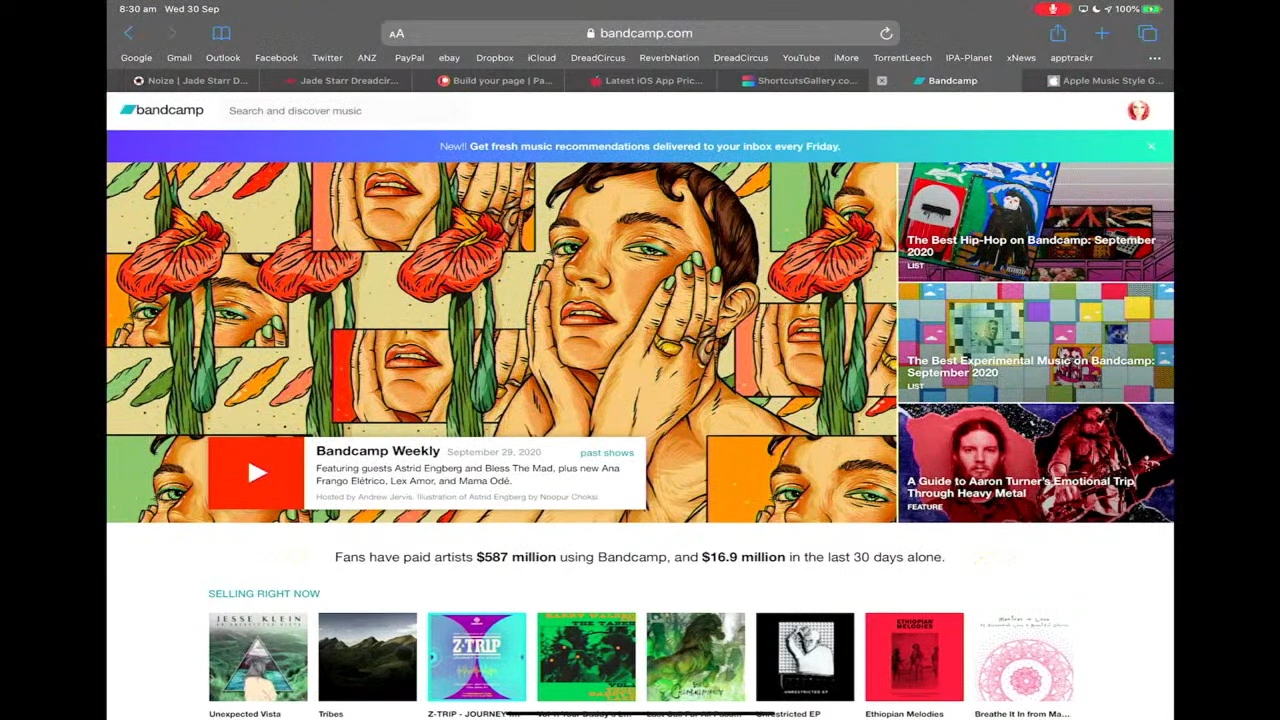 8:30 am Wed 30 Sep
100%
AA
bandcamp.com
Google Gmail Outlook Facebook Twitter ANZ PayPal ebay Dropbox iCloud DreadCircus ReverbNation DreadCircus YouTube iMore TorrentLeech IPA-Planet xNews apptrackr ...
Noize | Jade Starr D...
Jade Starr Dreadcir...
Build your page | Pa...
Latest iOS App Pric...
ShortcutsGallery.co...
Bandcamp
Apple Music Style G...
bandcamp
Search and discover music
New!! Get fresh music recommendations delivered to your inbox every Friday.
The Best Hip-Hop on Bandcamp: September
2020
LIST
The Best Experimental Music on Bandcamp:
September 2020
LIST
A Guide to Aaron Turner's Emotional Trip
Through Heavy Metal
FEATURE
Bandcamp Weekly September 29, 2020 past shows
Featuring guests Astrid Engberg and Bless The Mad, plus new Ana
Frango Elétrico, Lex Amor, and Mama Odé.
Hosted by Andrew Jervis. Illustration of Astrid Engberg by Noopur Choksi.
Fans have paid artists $587 million using Bandcamp, and $16.9 million in the last 30 days alone.
SELLING RIGHT NOW
JESSE KLEIN
Z-TRIP
UNRESTRICTED EP
ETHIOPIAN
MELODIES
Unexpected Vista
Tribes
Z-TRIP - JOURNEY
Unrestricted EP
Ethiopian Melodies
Breathe It In from Ma...